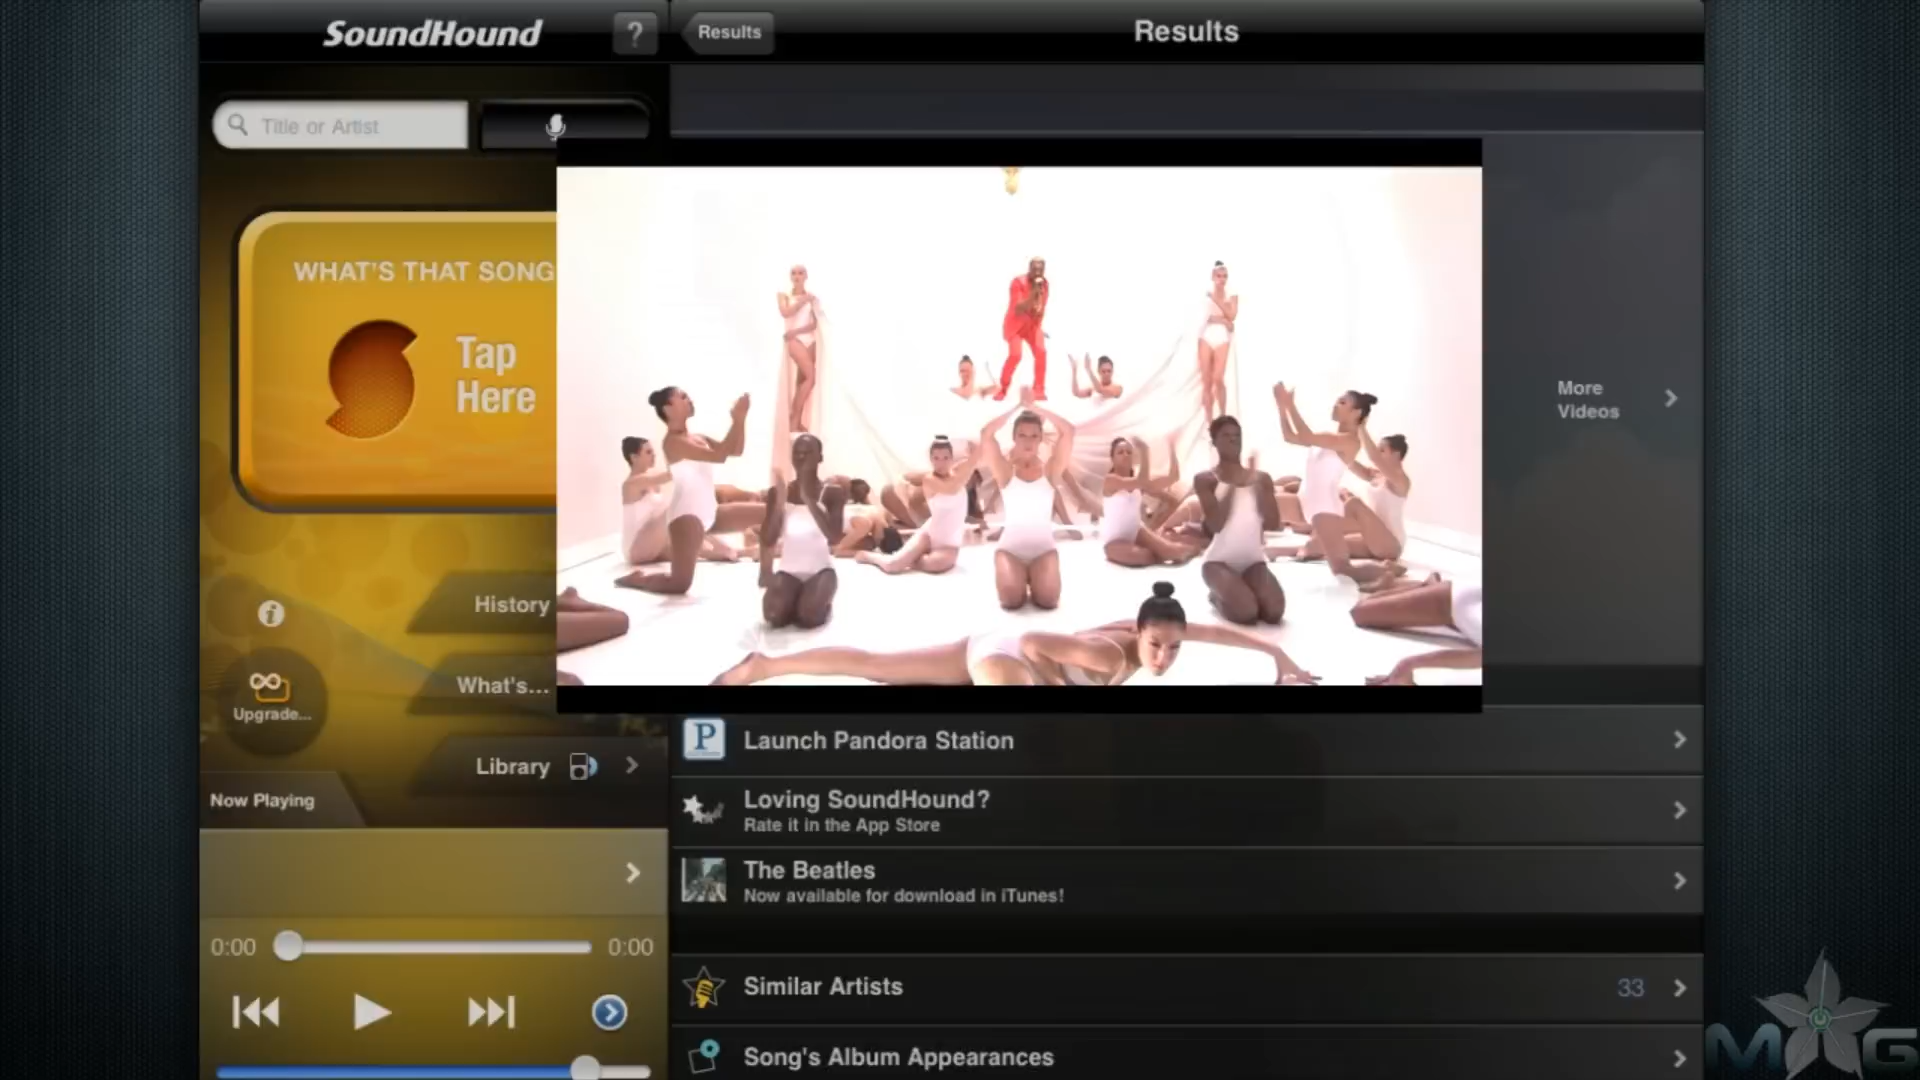 SoundHound
?
Results
Results
Title or Artist
WHAT'S THAT SONG
Tap
Here
More
Videos
History
What's...
Upgrade...
Library
Now Playing
0:00
0:00
P
Launch Pandora Station
Loving SoundHound?
Rate it in the App Store
The Beatles
Now available for download in iTunes!
Similar Artists
33
Song's Album Appearances
M G